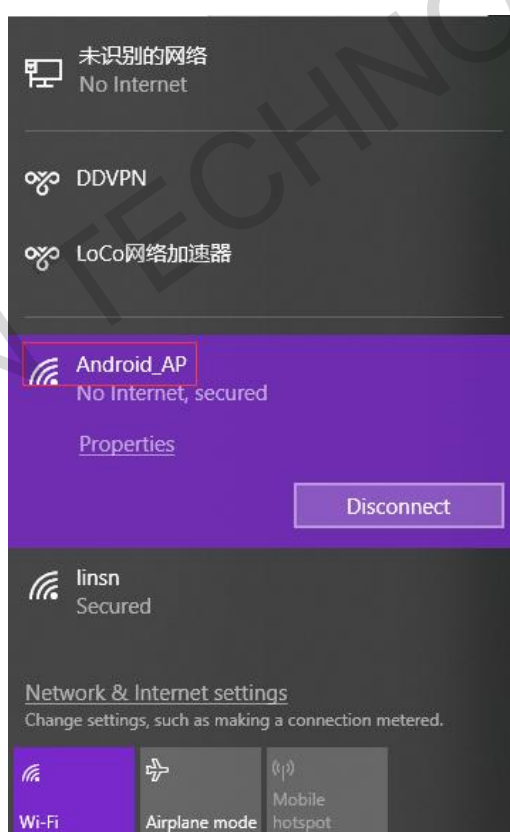 未识别的网络
No Internet
DDVPN
LoCo网络加速器
Android_AP
No Internet, secured
Properties
Disconnect
linsn
Secured
Network & Internet settings
Change settings, such as making a connection metered.
Wi-Fi
Airplane mode
Mobile
hotspot